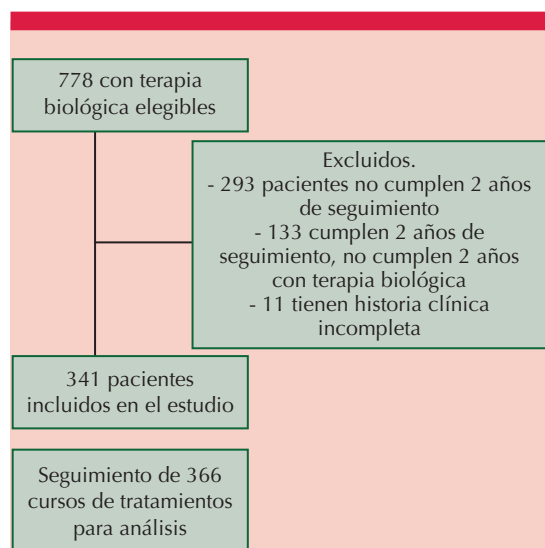 778 con terapia
biológica elegibles
Excluidos.
- 293 pacientes no cumplen 2 años
de seguimiento
- 133 cumplen 2 años de
seguimiento, no cumplen 2 años
con terapia biológica
- 11 tienen historia clínica
incompleta
341 pacientes
incluidos en el estudio
Seguimiento de 366
cursos de tratamientos
para análisis